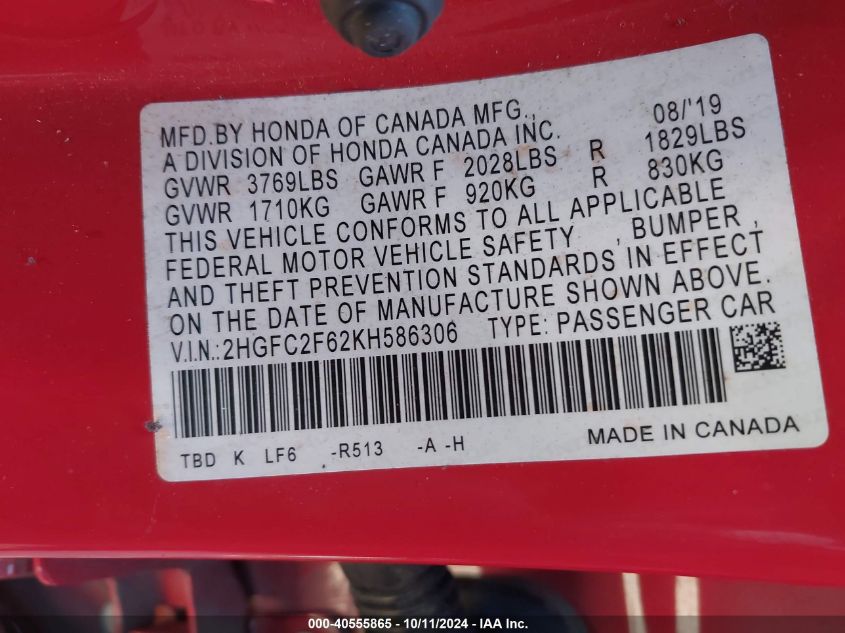 MFD.BY HONDA OF CANADA MFG., 08/'19
A DIVISION OF HONDA CANADA INC.
GVWR 3769LBS GAWR F 2028LBS R 1829LBS
GVWR 1710KG GAWR F 920KG R 830KG
THIS VEHICLE CONFORMS TO ALL APPLICABLE
FEDERAL MOTOR VEHICLE SAFETY , BUMPER ,
AND THEFT PREVENTION STANDARDS IN EFFECT
ON THE DATE OF MANUFACTURE SHOWN ABOVE.
V.I.N.:2HGFC2F62KH586306 TYPE: PASSENGER CAR
TBD K LF6 -R513 -A -H MADE IN CANADA
000-40555865 - 10/11/2024 - IAAI Inc.